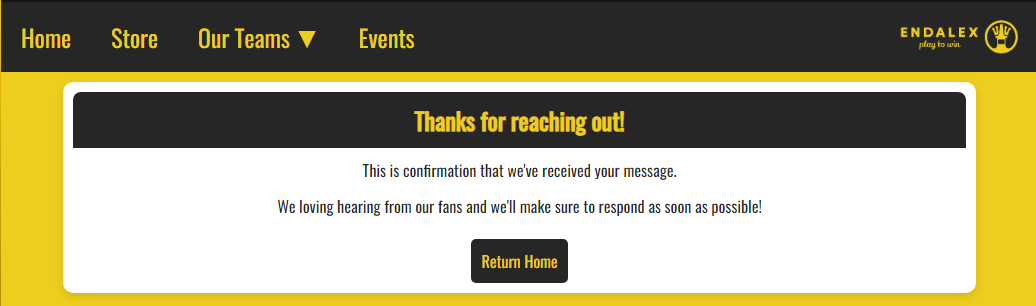 Home Store Our Teams ▼ Events ENDALEX
play to win
Thanks for reaching out!
This is confirmation that we've received your message.
We loving hearing from our fans and we'll make sure to respond as soon as possible!
Return Home